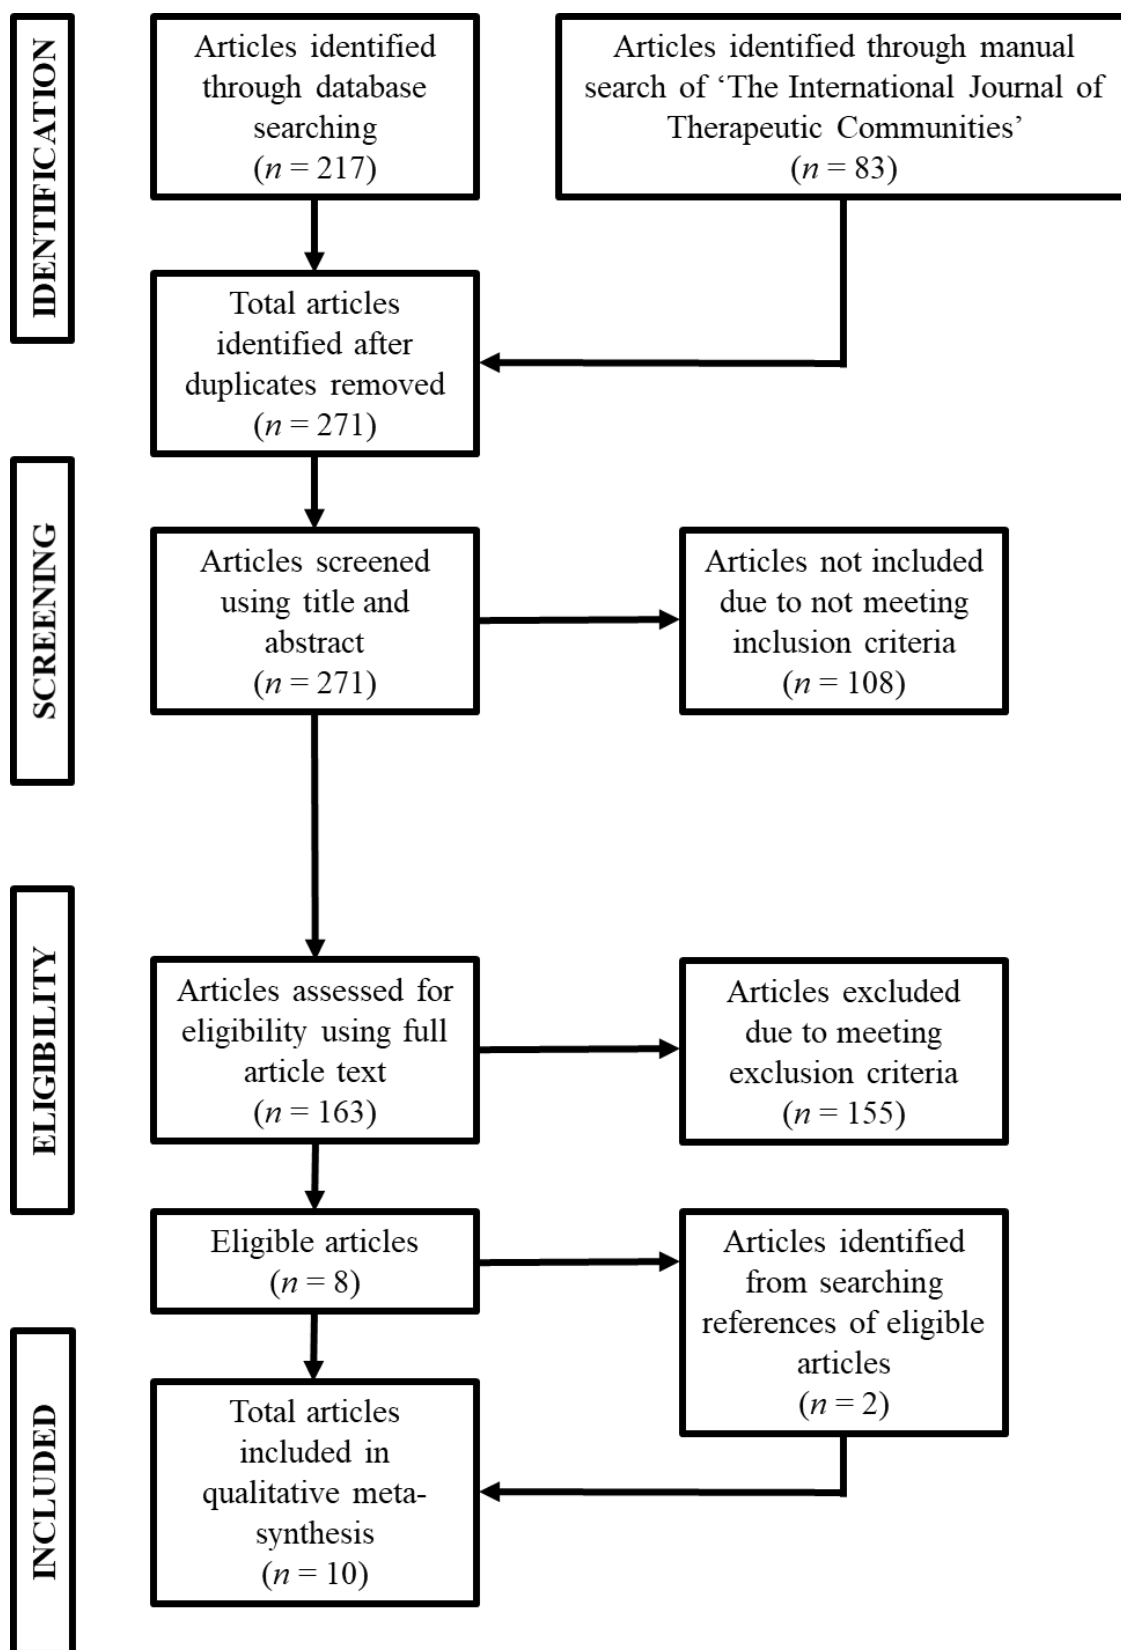 IDENTIFICATION
Articles identified
through database
searching
(n = 217)
Articles identified through manual
search of ‘The International Journal of
Therapeutic Communities’
(n = 83)
Total articles
identified after
duplicates removed
(n = 271)
SCREENING
Articles screened
using title and
abstract
(n = 271)
Articles not included
due to not meeting
inclusion criteria
(n = 108)
ELIGIBILITY
Articles assessed for
eligibility using full
article text
(n = 163)
Articles excluded
due to meeting
exclusion criteria
(n = 155)
Eligible articles
(n = 8)
Articles identified
from searching
references of eligible
articles
(n = 2)
INCLUDED
Total articles
included in
qualitative meta-
synthesis
(n = 10)